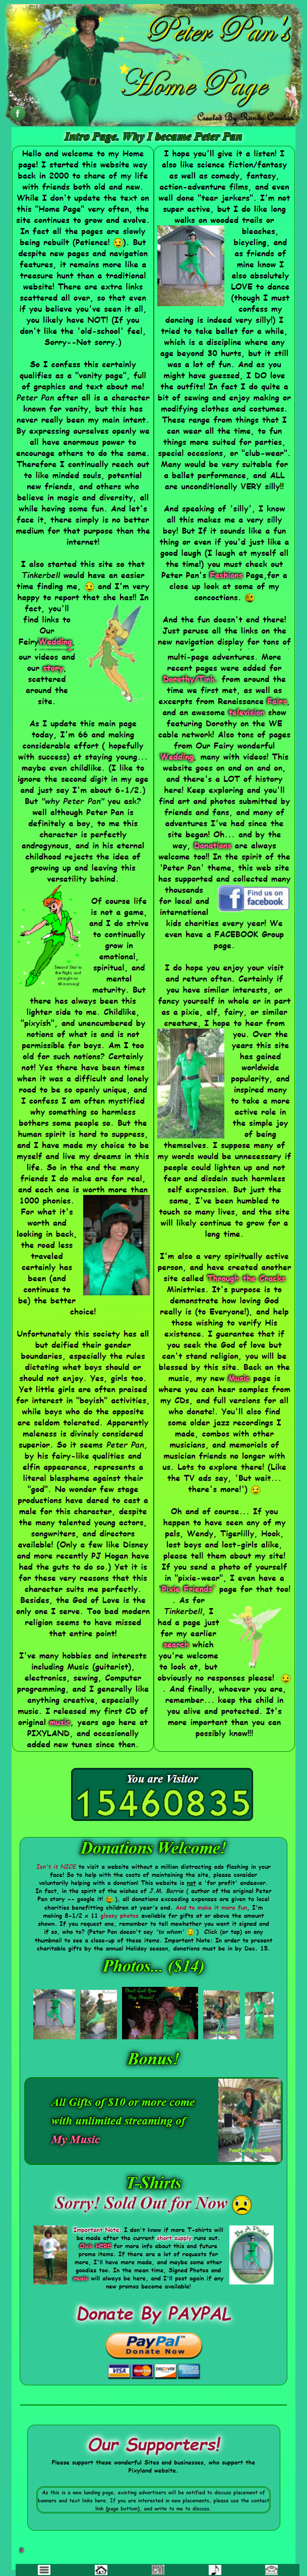 Peter Pan's
Home Page
Created By Randy Constan
Intro Page. Why I became Peter Pan
Hello and welcome to my Home
page! I started this website way
back in 2000 to share of my life
with friends both old and new.
While I don't update the text on
this "Home Page" very often, the
site continues to grow and evolve.
In fact all the pages are slowly
being rebuilt (Patience! ). But
despite new pages and navigation
features, it remains more like a
treasure hunt than a traditional
website! There are extra links
scattered all over, so that even
if you believe you've seen it all,
you likely have NOT! (If you
don't like the 'old-school' feel,
Sorry--Not sorry.)
So I confess this certainly
qualifies as a "vanity page", full
of graphics and text about me!
Peter Pan after all is a character
known for vanity, but this has
never really been my main intent.
By expressing ourselves openly we
all have enormous power to
encourage others to do the same.
Therefore I continually reach out
to like minded souls, potential
new friends, and others who
believe in magic and diversity, all
while having some fun. And let's
face it, there simply is no better
medium for that purpose than the
internet!
I also started this site so that
Tinkerbell would have an easier
time finding me, and I'm very
happy to report that she has!! In
fact, you'll
find links to
Our
FairyWedding,
our videos and
our story,
scattered
around the
site.
As I update this main page
today, I'm 66 and making
considerable effort ( hopefully
with success) at staying young...
maybe even childlike. (I like to
ignore the second digit in my age
and just say I'm about 6-1/2.)
But "why Peter Pan" you ask?
well although Peter Pan is
definitely a boy, to me this
character is perfectly
androgynous, and in his eternal
childhood rejects the idea of
growing up and leaving this
versatility behind.
Of course life
is not a game,
and I do strive
to continually
grow in
emotional,
spiritual, and
mental
maturity. But
there has always been this
lighter side to me. Childlike,
"pixyish", and unencumbered by
notions of what is and is not
permissible for boys. Am I too
old for such notions? Certainly
not! Yes there have been times
when it was a difficult and lonely
road to be so openly unique, and
I confess I am often mystified
why something so harmless
bothers some people so. But the
human spirit is hard to suppress,
and I have made my choice to be
myself and live my dreams in this
life. So in the end the many
friends I do make are for real,
and each one is worth more than
1000 phonies.
For what it's
worth and
looking in back,
the road less
traveled
certainly has
been (and
continues to
be) the better
choice!
Unfortunately this society has all
but deified their gender
boundaries, especially the rules
dictating what boys should or
should not enjoy. Yes, girls too.
Yet little girls are often praised
for interest in "boyish" activities,
while boys who do the opposite
are seldom tolerated. Apparently
maleness is divinely considered
superior. So it seems Peter Pan,
by his fairy-like qualities and
elfin appearance, represents a
literal blaspheme against their
"god". No wonder few stage
productions have dared to cast a
male for this character, despite
the many talented young actors,
songwriters, and directors
available! (Only a few like Disney
and more recently PJ Hogan have
had the guts to do so.) Yet it is
for these very reasons that this
character suits me perfectly.
Besides, the God of Love is the
only one I serve. Too bad modern
religion seems to have missed
that entire point!
I've many hobbies and interests
including Music (guitarist),
electronics, sewing, Computer
programming, and I generally like
anything creative, especially
music. I released my first CD of
original music, years ago here at
PIXYLAND, and occasionally
added new tunes since then.
I hope you'll give it a listen! I
also like science fiction/fantasy
as well as comedy, fantasy,
action-adventure films, and even
well done "tear jerkers". I'm not
super active, but I do like long
walks on wooded trails or
bleaches,
bicycling, and
as friends of
mine know I
also absolutely
LOVE to dance
(though I must
confess my
dancing is indeed very silly!) I
tried to take ballet for a while,
which is a discipline where any
age beyond 30 hurts, but it still
was a lot of fun. And as you
might have guessed, I DO love
the outfits! In fact I do quite a
bit of sewing and enjoy making or
modifying clothes and costumes.
These range from things that I
can wear all the time, to fun
things more suited for parties,
special occasions, or "club-wear".
Many would be very suitable for
a ballet performance, and ALL
are unconditionally VERY silly!!
And speaking of 'silly', I know
all this makes me a very silly
boy! But If it sounds like a fun
thing or even if you'd just like a
good laugh (I laugh at myself all
the time!) you must check out
Peter Pan's Fashions Page,for a
close up look at some of my
concoctions.
And the fun doesn't end there!
Just peruse all the links on the
new navigation display for tons of
multi-page adventures. More
recent pages were added for
Dorothy/Tink, from around the
time we first met, as well as
excerpts from Renaissance Fairs,
and an awesome television show
featuring Dorothy on the WE
cable network! Also tons of pages
from Our Fairy wonderful
Wedding, many with videos! This
website goes on and on and on,
and there's a LOT of history
here! Keep exploring and you'll
find art and photos submitted by
friends and fans, and many of
adventures I've had since the
site began! Oh... and by the
way, Donations are always
welcome too!! In the spirit of the
'Peter Pan' theme, this web site
has supported and collected many
thousands
for local and
international
Find us on
facebook
kids charities every year! We
even have a FACEBOOK Group
page.
I do hope you enjoy your visit
and return often. Certainly if
you have similar interests, or
fancy yourself in whole or in part
as a pixie, elf, fairy, or similar
creature, I hope to hear from
you. Over the
years this site
has gained
worldwide
popularity, and
inspired many
to take a more
active role in
the simple joy
of being
themselves. I suppose many of
my words would be unnecessary if
people could lighten up and not
fear and disdain such harmless
self expression. But just the
same, I've been humbled to
touch so many lives, and the site
will likely continue to grow for a
long time.
I'm also a very spiritually active
person, and have created another
site called 'Through the Cracks'
Ministries. It's purpose is to
demonstrate how loving God
really is (to Everyone!), and help
those wishing to verify His
existence. I guarantee that if
you seek the God of love but
can't stand religion, you will be
blessed by this site. Back on the
music, my new Music page is
where you can hear samples from
my CDs, and full versions for all
who donate!. You'll also find
some older jazz recordings I
made, combos with other
musicians, and memorials of
musician friends no longer with
us. Lots to explore there! (Like
the TV ads say, 'But wait...
there's more!')
Oh and of course... If you
happen to have seen any of my
pals, Wendy, Tigerlilly, Hook,
lost boys and lost-girls alike,
please tell them about my site!
If you send a photo of yourself
in "pixie-wear", I even have a
'Pixie Friends' page for that too!
. As for
Tinkerbell, I
had a page just
for my earlier
search which
you're welcome
to look at, but
obviously no responses please!
. And finally, whoever you are,
remember... keep the child in
you alive and protected. It's
more important than you can
possibly know!!!
You are Visitor
15460835
Donations Welcome!
Isn't it NICE to visit a website without a million distracting ads flashing in your
face! So to help with the costs of maintaining the site, please consider
voluntarily helping with a donation! This website is not a 'for profit' endeavor.
In fact, in the spirit of the wishes of J.M. Barrie ( author of the original Peter
Pan story -- google it! ), all donations exceeding expenses are given to local
charities benefitting children at year's end. And to make it more fun, I'm
making 8-1/2 x 11 glossy photos available for gifts at or above the amount
shown. If you request one, remember to tell mewhether you want it signed and
if so, who to? (Peter Pan doesn't say 'to whom' ) Click (or tap) on any
thumbnail to see a close-up of these items. Important Note: In order to present
charitable gifts by the annual Holiday season, donations must be in by Dec. 15.
Photos... ($14)
Bonus!
All Gifts of $10 or more come
with unlimited streaming of
My Music
T-Shirts
Sorry! Sold Out for Now
Important Note: I don't know if more T-shirts will
be made after the current short supply runs out.
Click HERE for more info about this and future
promo items. If there are a lot of requests for
more, I'll have more made, and maybe some other
goodies too. In the mean time, Signed Photos and
music will always be here, and I'll post again if any
new promos become available!
Donate By PAYPAL
PayPal
Donate Now
VISA MasterCard DISCOVER
Our Supporters!
Please support these wonderful Sites and businesses, who support the
Pixyland website.
As this is a new landing page, existing advertisers will be notified to discuss placement of
banners and text links here. If you are interested in new placements, please use the contact
link (page bottom), and write to me to discuss.